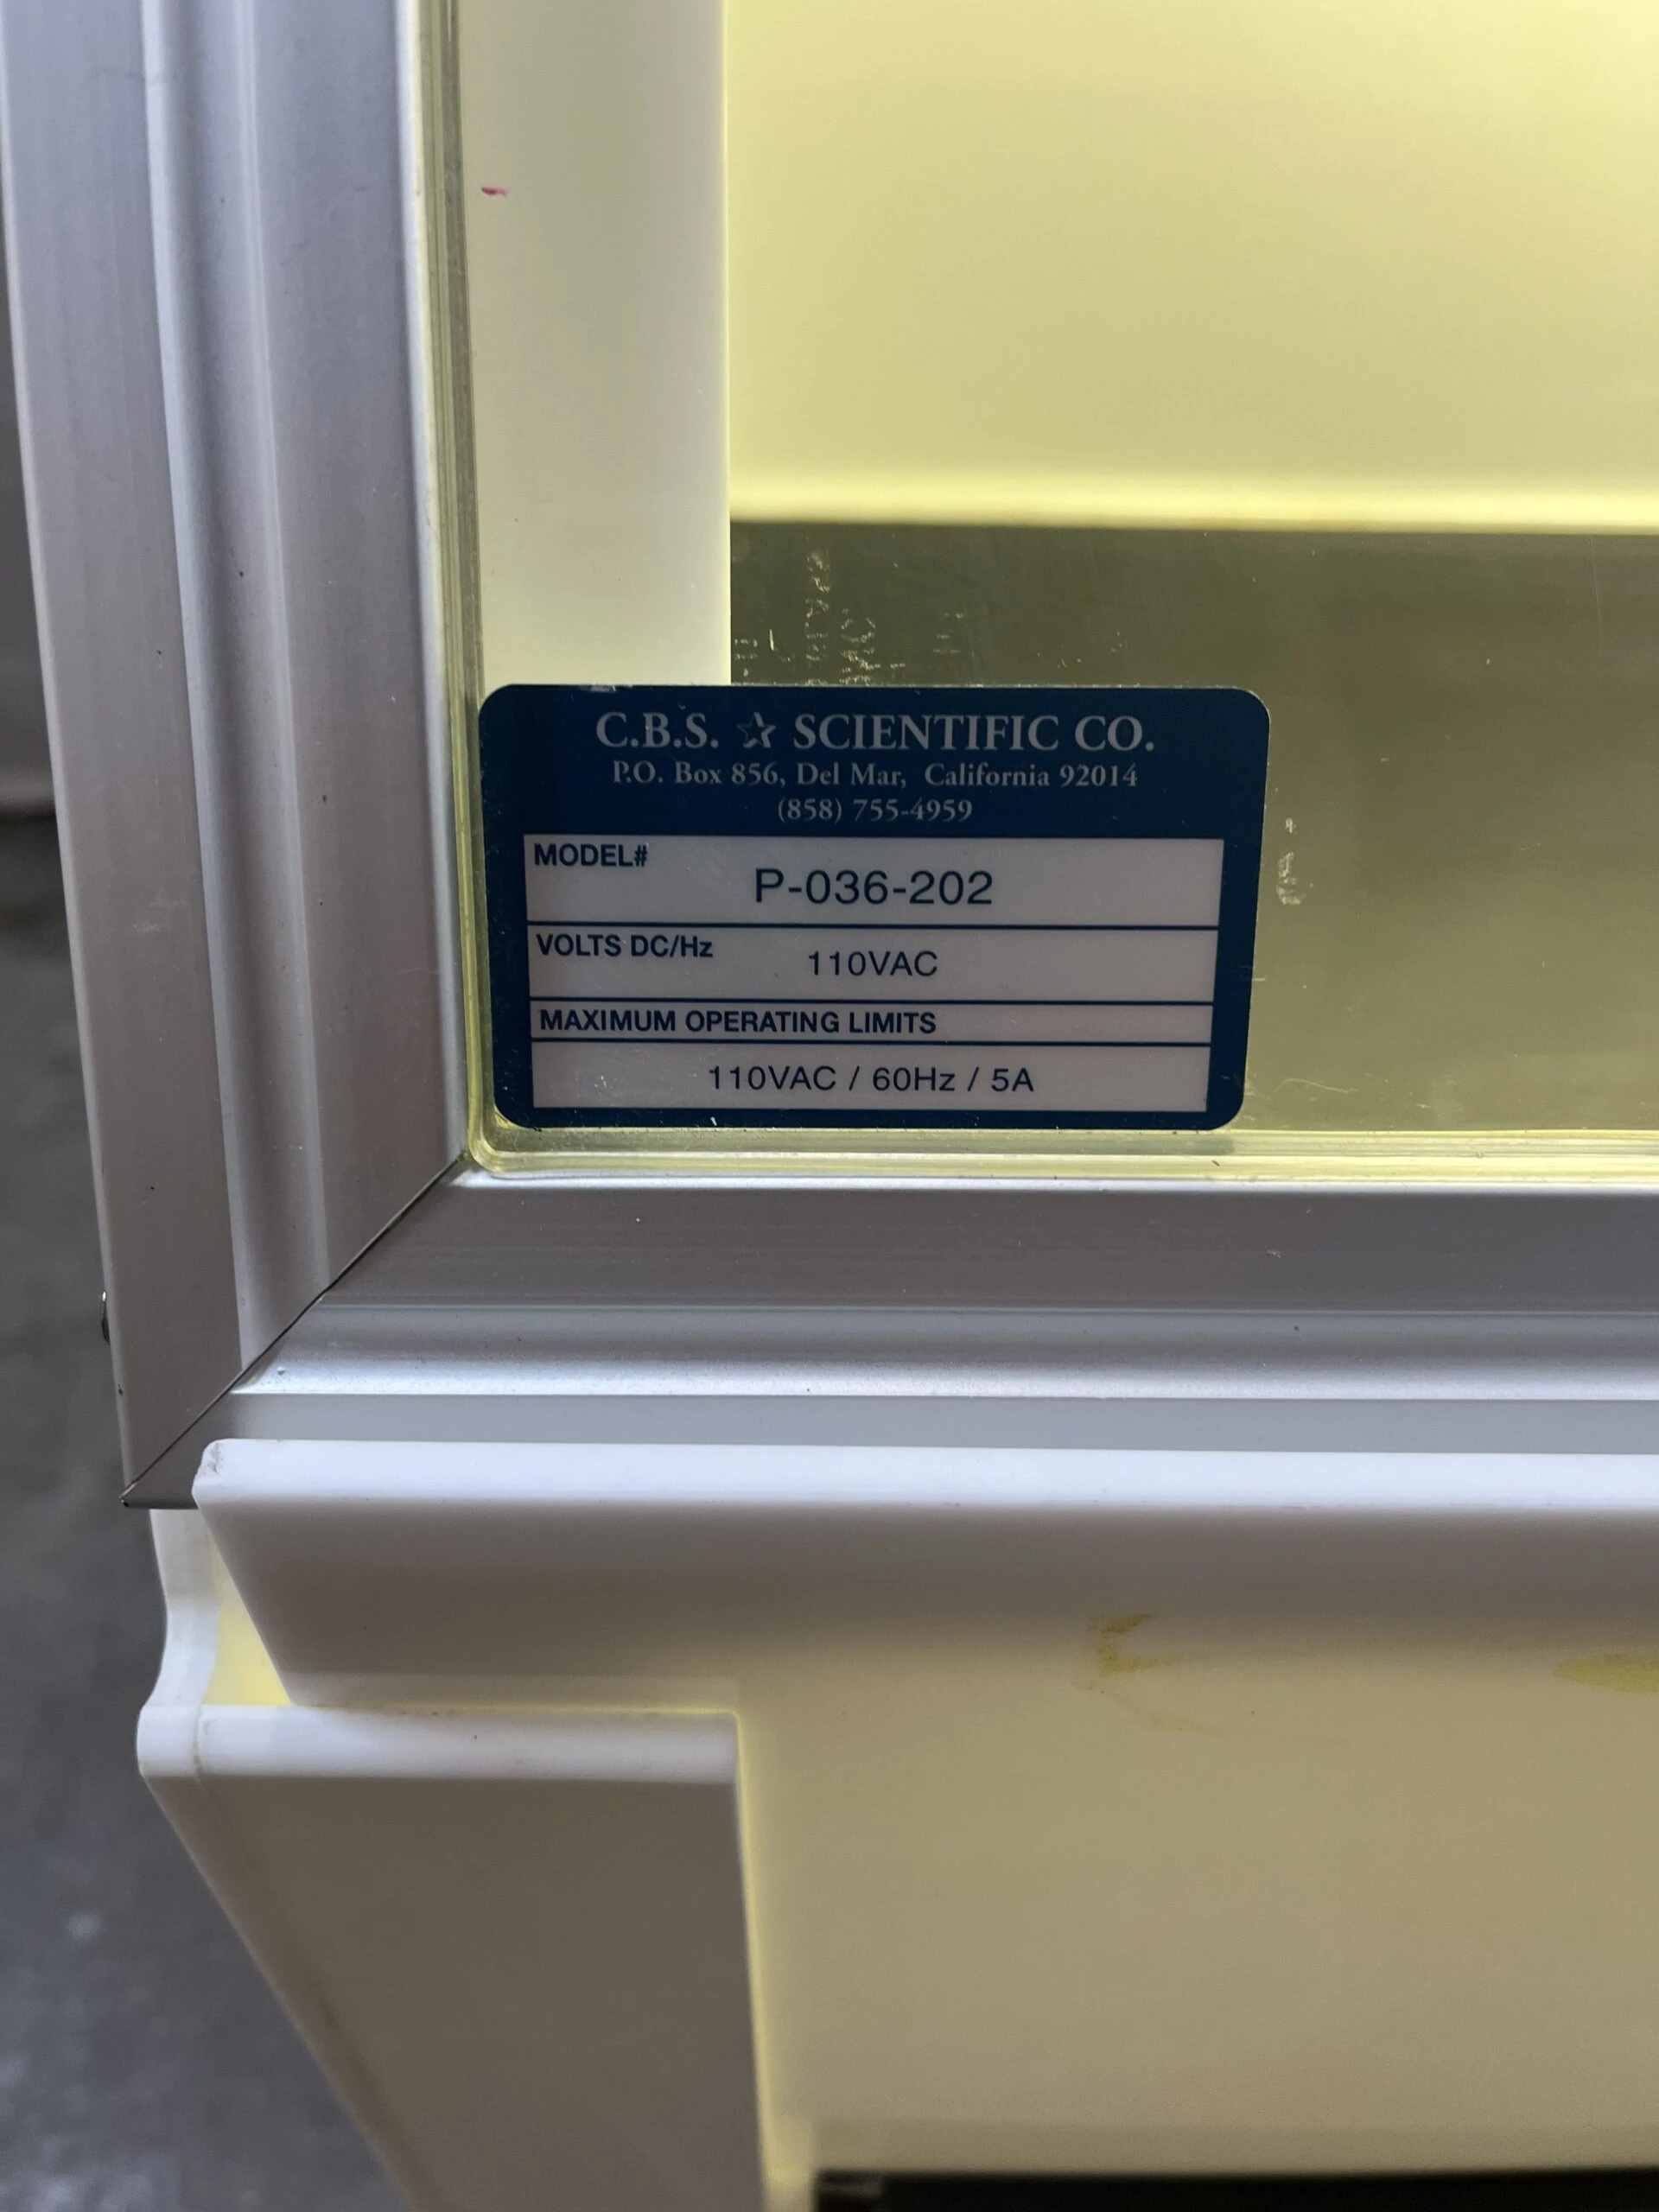 C.B.S. ☆ SCIENTIFIC CO.
P.O. Box 856, Del Mar, California 92014
(858) 755-4959
MODEL# P-036-202
VOLTS DC/Hz 110VAC
MAXIMUM OPERATING LIMITS
110VAC / 60Hz / 5A